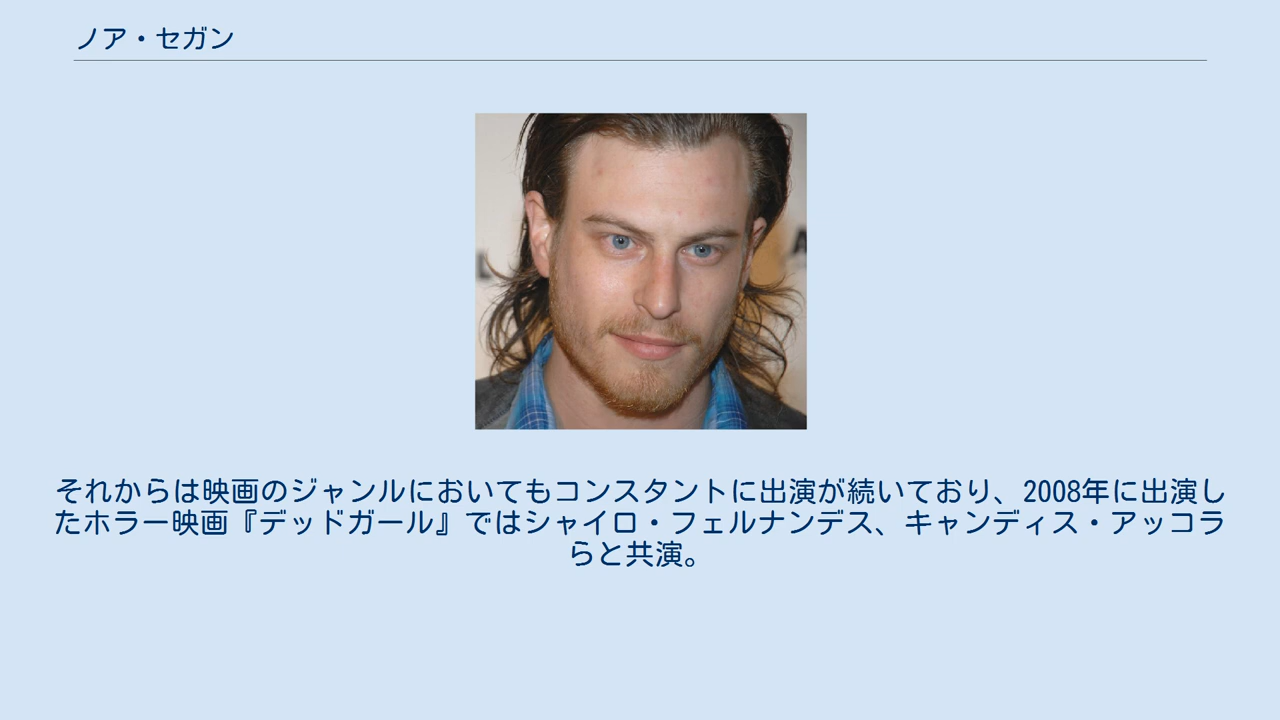 ノア・セガン
それからは映画のジャンルにおいてもコンスタントに出演が続いており、2008年に出演し
たホラー映画『デッドガール』ではシャイロ・フェルナンデス、キャンディス・アッコラ
らと共演。